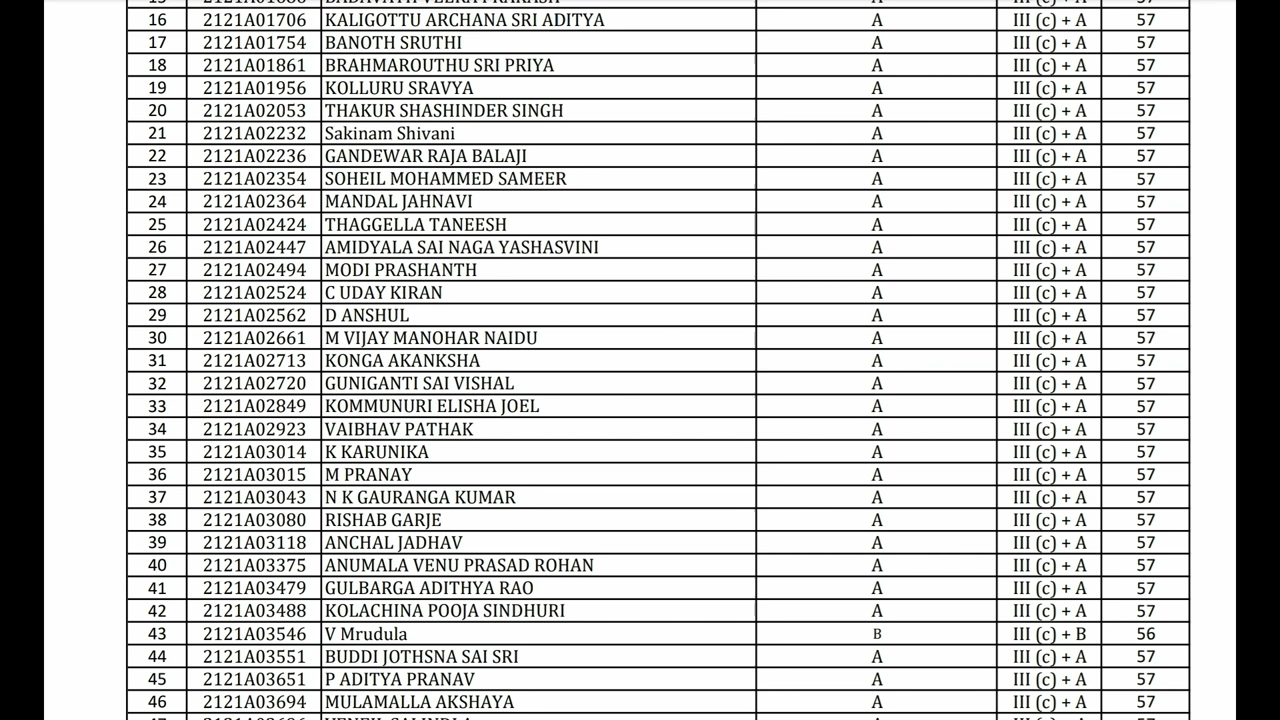 16 2121A01706 KALIGOTTU ARCHANA SRI ADITYA A III (c) + A 57
17 2121A01754 BANOTH SRUTHI A III (c) + A 57
18 2121A01861 BRAHMAROUTHU SRI PRIYA A III (c) + A 57
19 2121A01956 KOLLURU SRAVYA A III (c) + A 57
20 2121A02053 THAKUR SHASHINDER SINGH A III (c) + A 57
21 2121A02232 Sakinam Shivani A III (c) + A 57
22 2121A02236 GANDEWAR RAJA BALAJI A III (c) + A 57
23 2121A02354 SOHEIL MOHAMMED SAMEER A III (c) + A 57
24 2121A02364 MANDAL JAHNAVI A III (c) + A 57
25 2121A02424 THAGGELLA TANEESH A III (c) + A 57
26 2121A02447 AMIDYALA SAI NAGA YASHASVINI A III (c) + A 57
27 2121A02494 MODI PRASHANTH A III (c) + A 57
28 2121A02524 C UDAY KIRAN A III (c) + A 57
29 2121A02562 D ANSHUL A III (c) + A 57
30 2121A02661 M VIJAY MANOHAR NAIDU A III (c) + A 57
31 2121A02713 KONGA AKANKSHA A III (c) + A 57
32 2121A02720 GUNIGANTI SAI VISHAL A III (c) + A 57
33 2121A02849 KOMMUNURI ELISHA JOEL A III (c) + A 57
34 2121A02923 VAIBHAV PATHAK A III (c) + A 57
35 2121A03014 K KARUNIKA A III (c) + A 57
36 2121A03015 M PRANAY A III (c) + A 57
37 2121A03043 N K GAURANGA KUMAR A III (c) + A 57
38 2121A03080 RISHAB GARJE A III (c) + A 57
39 2121A03118 ANCHAL JADHAV A III (c) + A 57
40 2121A03375 ANUMALA VENU PRASAD ROHAN A III (c) + A 57
41 2121A03479 GULBARGA ADITHYA RAO A III (c) + A 57
42 2121A03488 KOLACHINA POOJA SINDHURI A III (c) + A 57
43 2121A03546 V Mrudula B III (c) + B 56
44 2121A03551 BUDDI JOTHSNA SAI SRI A III (c) + A 57
45 2121A03651 P ADITYA PRANAV A III (c) + A 57
46 2121A03694 MULAMALLA AKSHAYA A III (c) + A 57